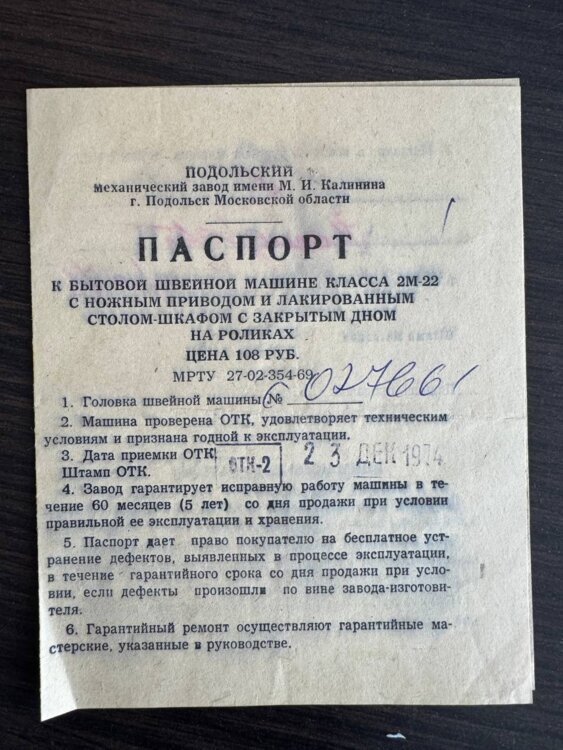 ПОДОЛЬСКИЙ
Механический завод имени М. И. Калинина
г. Подольск Московской области
ПАСПОРТ
К БЫТОВОЙ ШВЕЙНОЙ МАШИНЕ КЛАССА 2М-22
С НОЖНЫМ ПРИВОДОМ И ЛАКИРОВАННЫМ
СТОЛОМ-ШКАФОМ С ЗАКРЫТЫМ ДНОМ
НА РОЛИКАХ
ЦЕНА 108 РУБ.
МРТУ 27-02-354-69
1. Головка швейной машины № 027661
2. Машина проверена ОТК, удовлетворяет техническим
условиям и признана годной к эксплуатации.
3. Дата приемки ОТК 23 ДЕК 1974
Штамп ОТК. ОТК-2
4. Завод гарантирует исправную работу машины в те-
чение 60 месяцев (5 лет) со дня продажи при условии
правильной ее эксплуатации и хранения.
5. Паспорт дает право покупателю на бесплатное уст-
ранение дефектов, выявленных в процессе эксплуатации,
в течение гарантийного срока со дня продажи при усло-
вии, если дефекты произошли по вине завода-изготови-
теля.
6. Гарантийный ремонт осуществляют гарантийные ма-
стерские, указанные в руководстве.